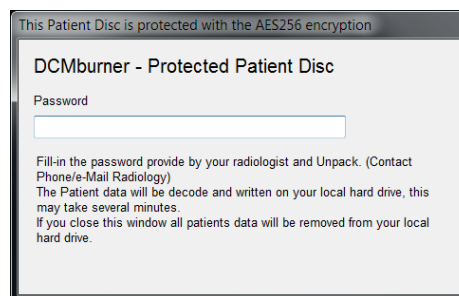 This Patient Disc is protected with the AES256 encryption
DCMburner - Protected Patient Disc
Password
Fill-in the password provide by your radiologist and Unpack. (Contact
Phone/e-Mail Radiology)
The Patient data will be decode and written on your local hard drive, this
may take several minutes.
If you close this window all patients data will be removed from your local
hard drive.